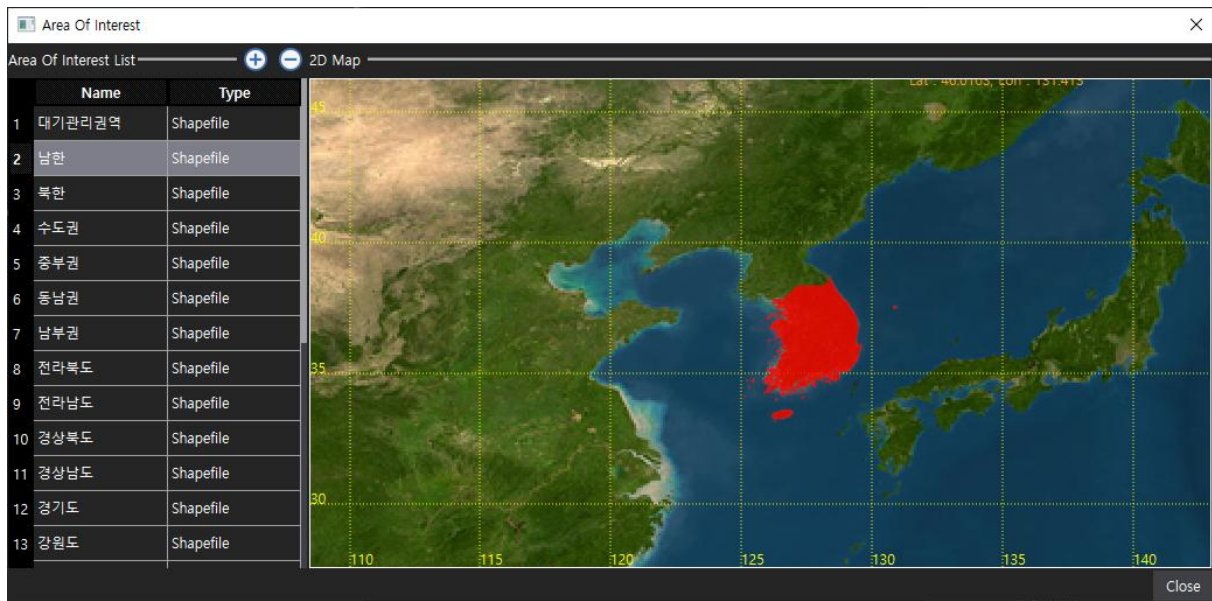 Area Of Interest
Area Of Interest List
2D Map
Name Type
1 대기관리권역 Shapefile
2 남한 Shapefile
3 북한 Shapefile
4 수도권 Shapefile
5 중부권 Shapefile
6 동남권 Shapefile
7 남부권 Shapefile
8 전라북도 Shapefile
9 전라남도 Shapefile
10 경상북도 Shapefile
11 경상남도 Shapefile
12 경기도 Shapefile
13 강원도 Shapefile
45
40
35
30
110 115 120 125 130 135 140
Close